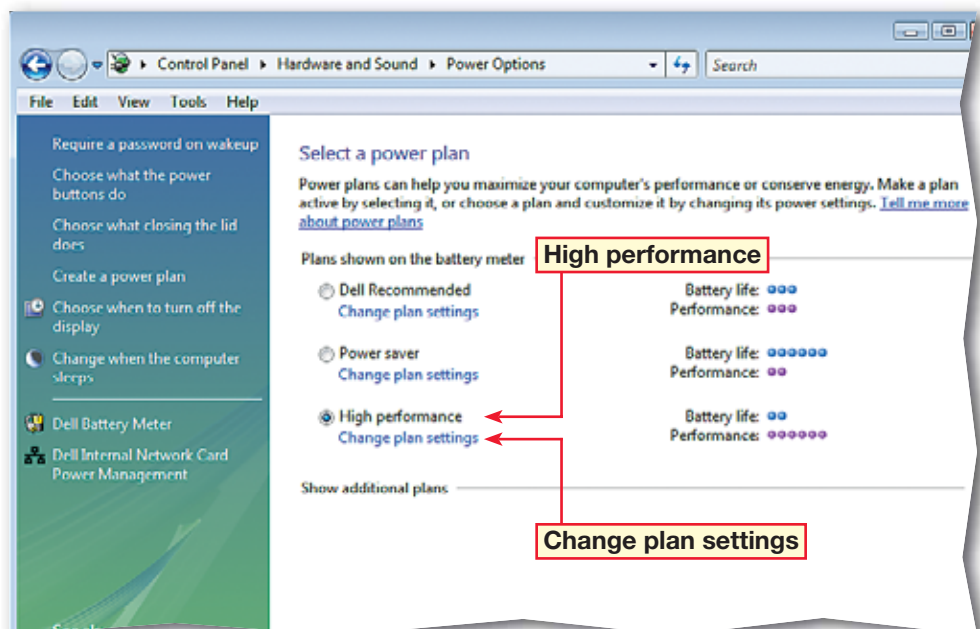 Control Panel ▸ Hardware and Sound ▸ Power Options
Search
File Edit View Tools Help
Require a password on wakeup
Choose what the power
buttons do
Choose what closing the lid
does
Create a power plan
Choose when to turn off the
display
Change when the computer
sleeps
Dell Battery Meter
Dell Internal Network Card
Power Management
Select a power plan
Power plans can help you maximize your computer's performance or conserve energy. Make a plan
active by selecting it, or choose a plan and customize it by changing its power settings. Tell me more
about power plans
Plans shown on the battery meter
High performance
Dell Recommended
Battery life:
Change plan settings
Performance:
Power saver
Battery life:
Change plan settings
Performance:
High performance
Battery life:
Change plan settings
Performance:
Show additional plans
Change plan settings